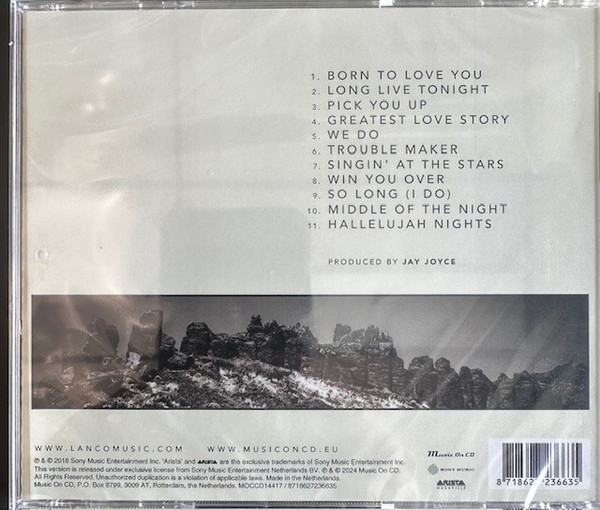 1. BORN TO LOVE YOU
2. LONG LIVE TONIGHT
3. PICK YOU UP
4. GREATEST LOVE STORY
5. WE DO
6. TROUBLE MAKER
7. SINGIN' AT THE STARS
8. WIN YOU OVER
9. SO LONG (I DO)
10. MIDDLE OF THE NIGHT
11. HALLELUJAH NIGHTS
PRODUCED BY JAY JOYCE
WWW.LANCOMUSIC.COM WWW.MUSICONCD.EU
℗ & © 2018 Sony Music Entertainment Inc. 'Arista' and ARISTA are the exclusive trademarks of Sony Music Entertainment Inc.
This version is released under exclusive license from Sony Music Entertainment Netherlands BV. ℗ & © 2024 Music On CD.
All Rights Reserved. Unauthorized duplication is a violation of applicable laws. Made in the Netherlands.
Music On CD, P.O. Box 8799, 3009 AT, Rotterdam, the Netherlands. MOCCD14417 / 8718627236635
Music On CD
SONY MUSIC
ARISTA
NASHVILLE
8 718627 236635